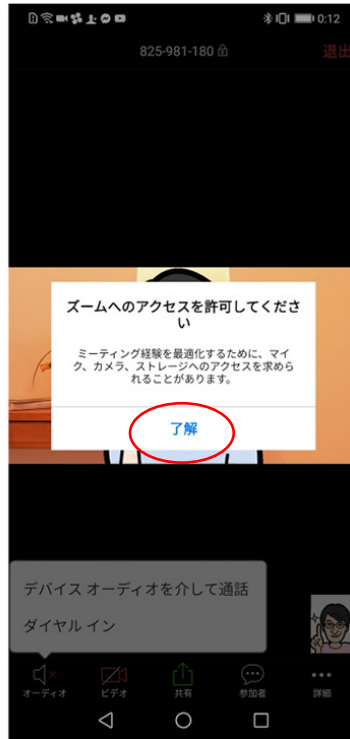 0:12
825-981-180
退出
ズームへのアクセスを許可してくださ
い
ミーティング経験を最適化するために、マイ
ク、カメラ、ストレージへのアクセスを求めら
れることがあります。
了解
デバイス オーディオを介して通話
ダイヤル イン
オーディオ ビデオ 共有 参加者 詳細